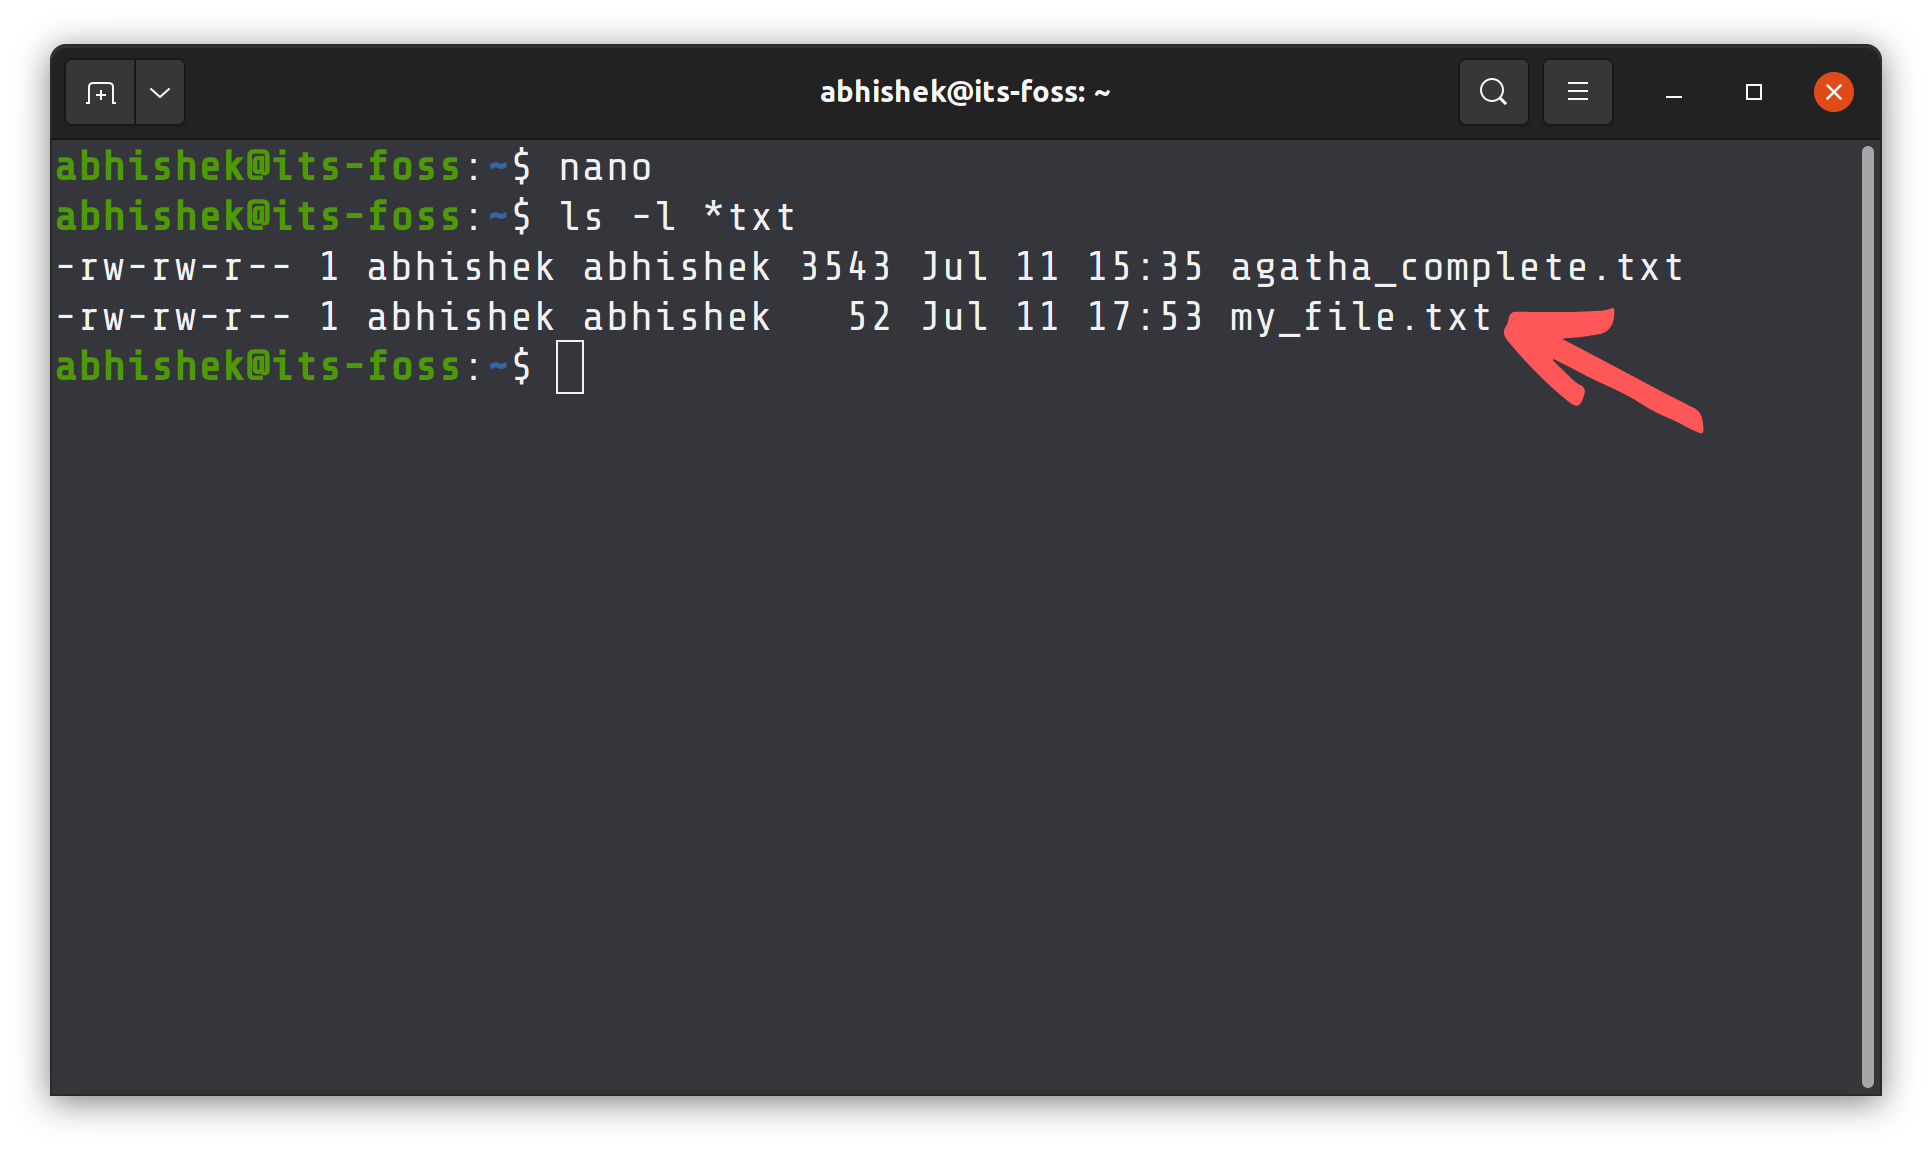 abhishek@its-foss: ~
abhishek@its-foss:~$ nano
abhishek@its-foss:~$ ls -l *txt
-rw-rw-r-- 1 abhishek abhishek 3543 Jul 11 15:35 agatha_complete.txt
-rw-rw-r-- 1 abhishek abhishek   52 Jul 11 17:53 my_file.txt
abhishek@its-foss:~$